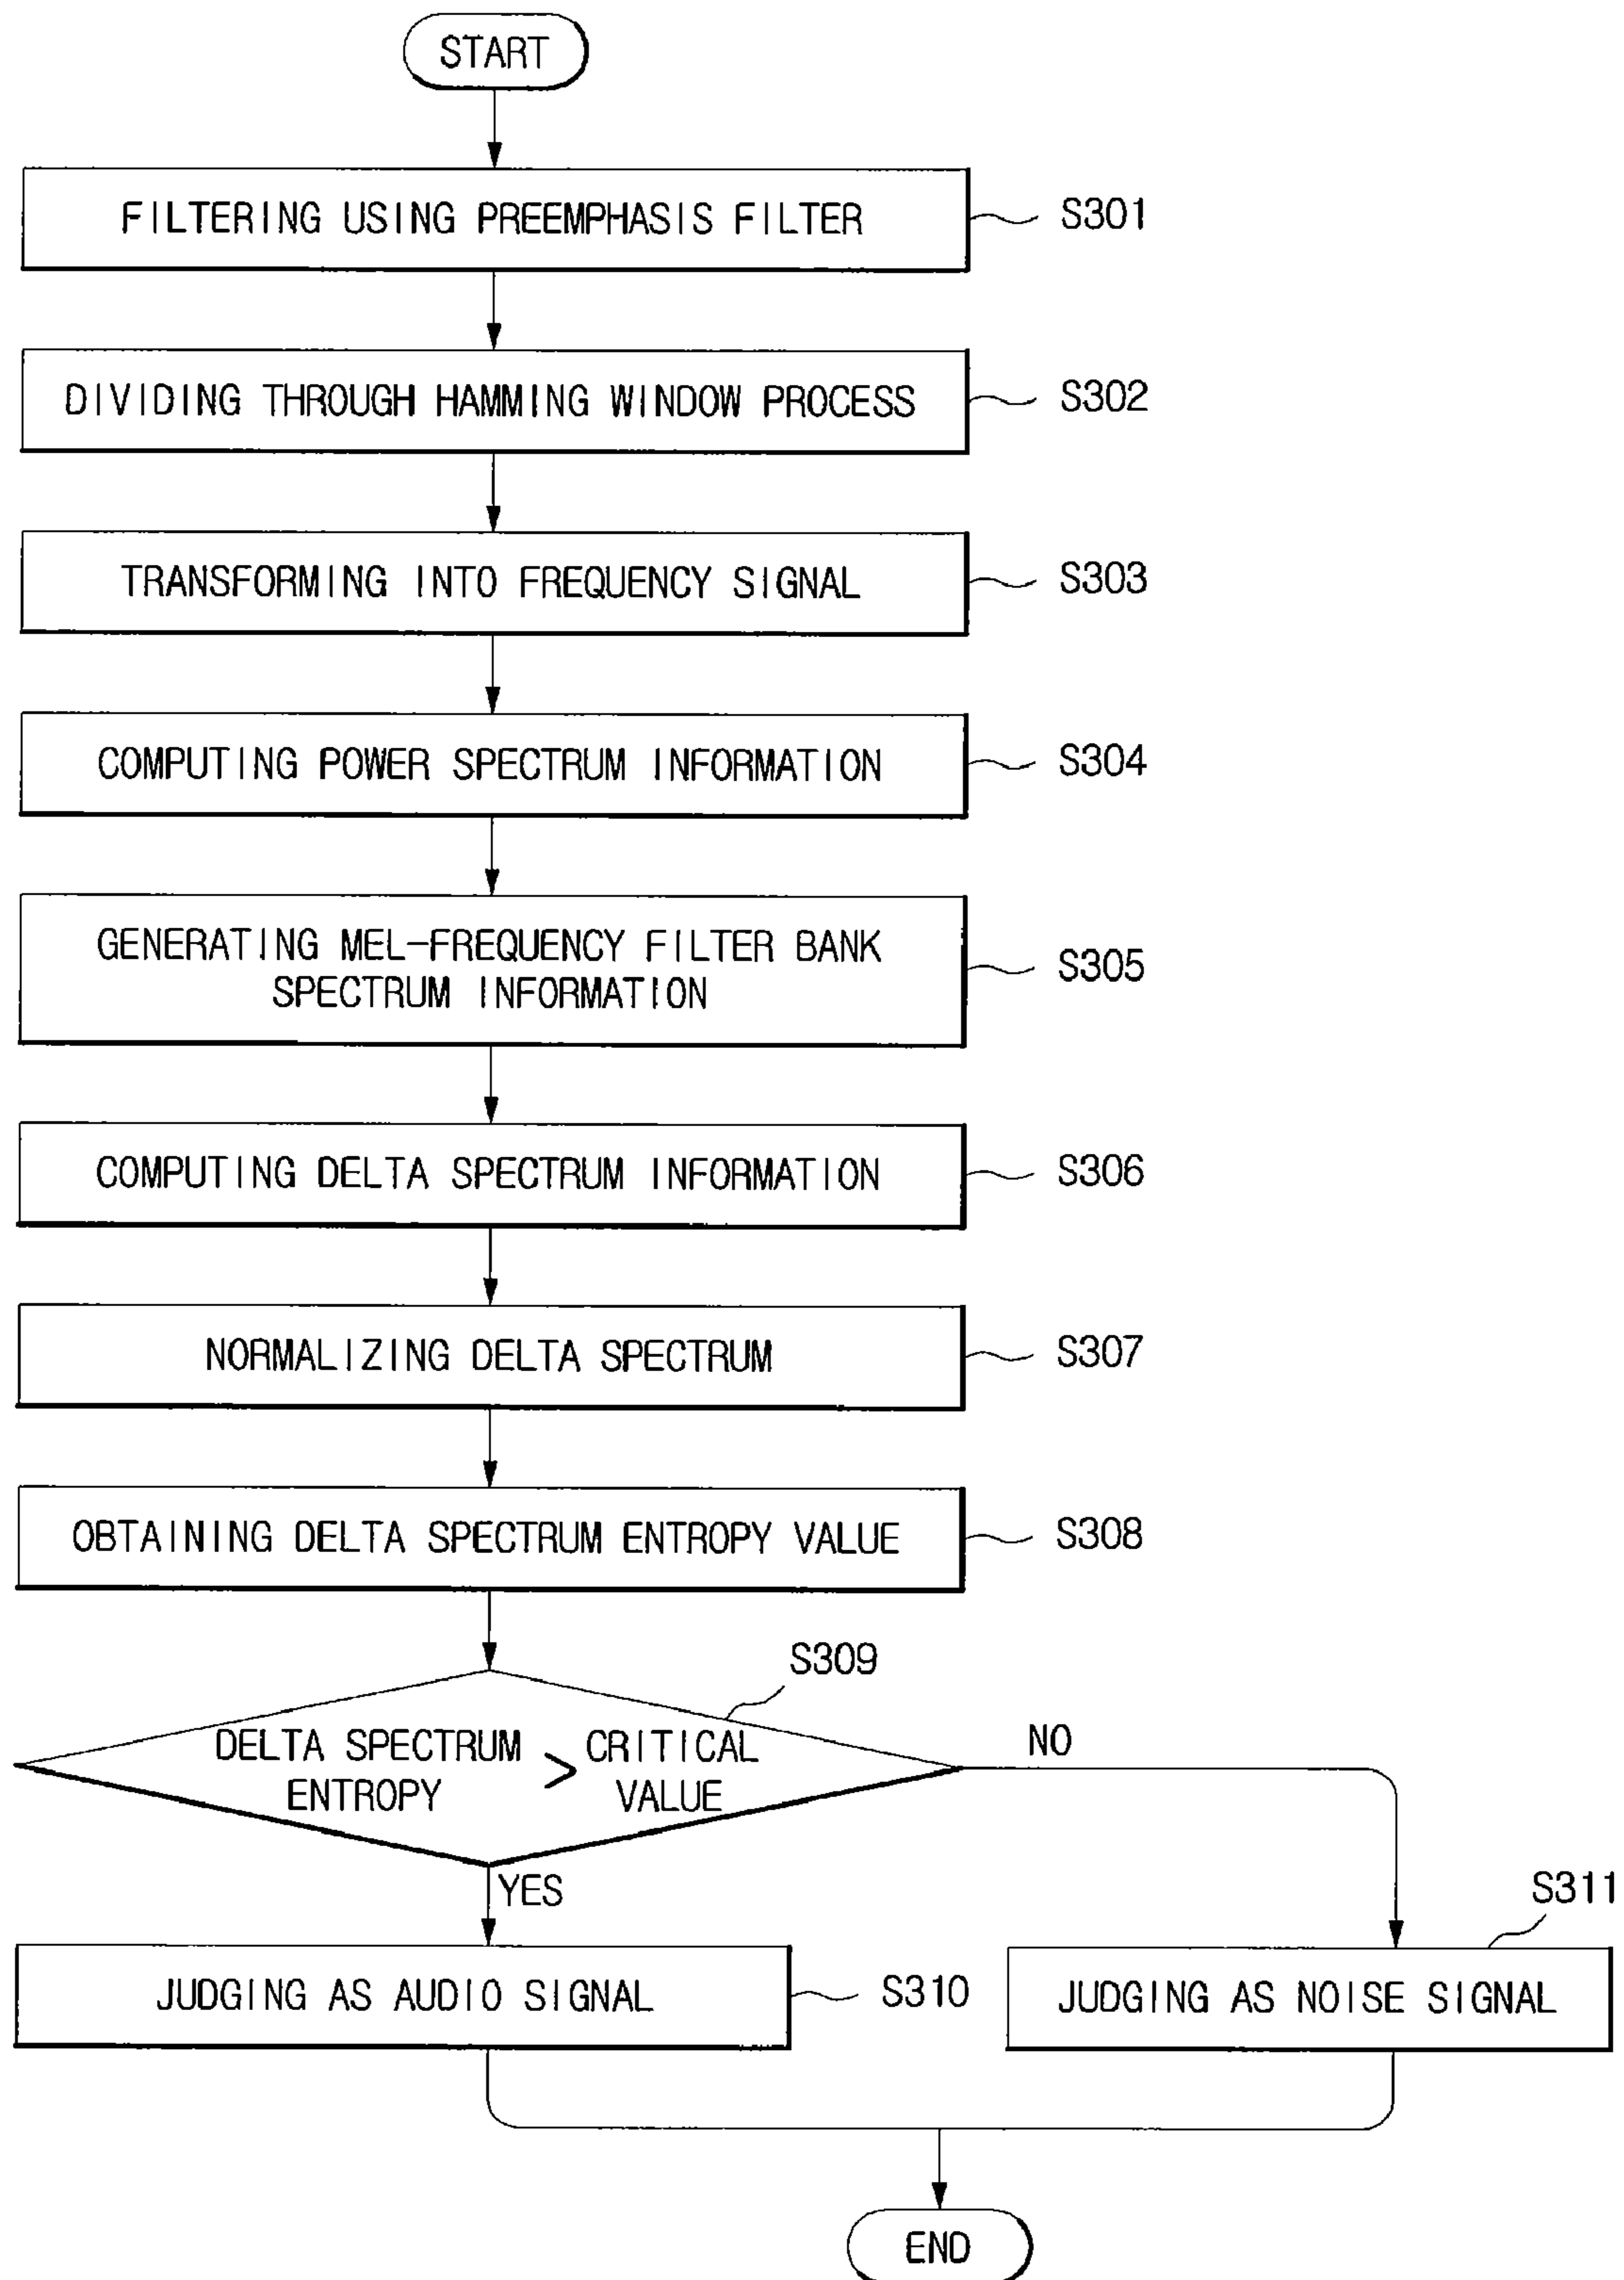 START
FILTERING USING PREEMPHASIS FILTER
S301
DIVIDING THROUGH HAMMING WINDOW PROCESS
S302
TRANSFORMING INTO FREQUENCY SIGNAL
S303
COMPUTING POWER SPECTRUM INFORMATION
S304
GENERATING MEL-FREQUENCY FILTER BANK
SPECTRUM INFORMATION
S305
COMPUTING DELTA SPECTRUM INFORMATION
S306
NORMALIZING DELTA SPECTRUM
S307
OBTAINING DELTA SPECTRUM ENTROPY VALUE
S308
S309
DELTA SPECTRUM
ENTROPY
>
CRITICAL
VALUE
NO
YES
S311
JUDGING AS AUDIO SIGNAL
S310
JUDGING AS NOISE SIGNAL
END